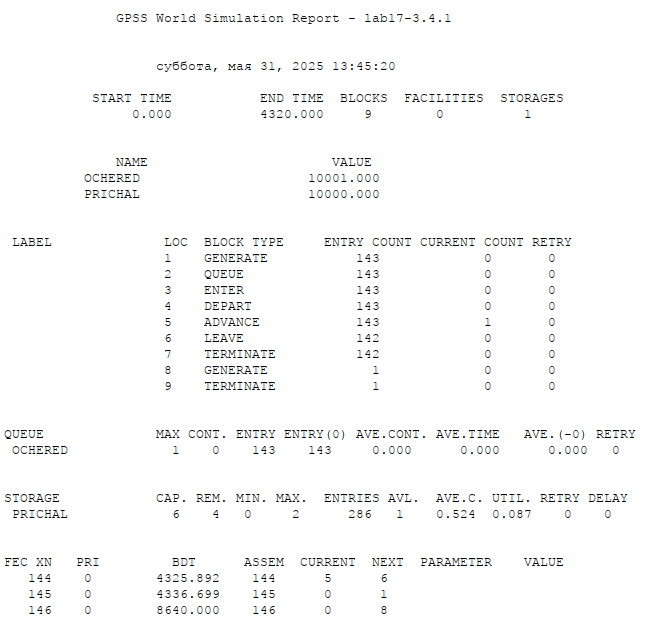 GPSS World Simulation Report - lab17-3.4.1
суббота, мая 31, 2025 13:45:20
START TIME END TIME BLOCKS FACILITIES STORAGES
0.000 4320.000 9 0 1
NAME VALUE
OCHERED 10001.000
PRICHAL 10000.000
LABEL LOC BLOCK TYPE ENTRY COUNT CURRENT COUNT RETRY
1 GENERATE 143 0 0
2 QUEUE 143 0 0
3 ENTER 143 0 0
4 DEPART 143 0 0
5 ADVANCE 143 1 0
6 LEAVE 142 0 0
7 TERMINATE 142 0 0
8 GENERATE 1 0 0
9 TERMINATE 1 0 0
QUEUE MAX CONT. ENTRY ENTRY(0) AVE.CONT. AVE.TIME AVE.(-0) RETRY
OCHERED 1 0 143 143 0.000 0.000 0.000 0
STORAGE CAP. REM. MIN. MAX. ENTRIES AVL. AVE.C. UTIL. RETRY DELAY
PRICHAL 6 4 0 2 286 1 0.524 0.087 0 0
FEC XN PRI BDT ASSEM CURRENT NEXT PARAMETER VALUE
144 0 4325.892 144 5 6
145 0 4336.699 145 0 1
146 0 8640.000 146 0 8